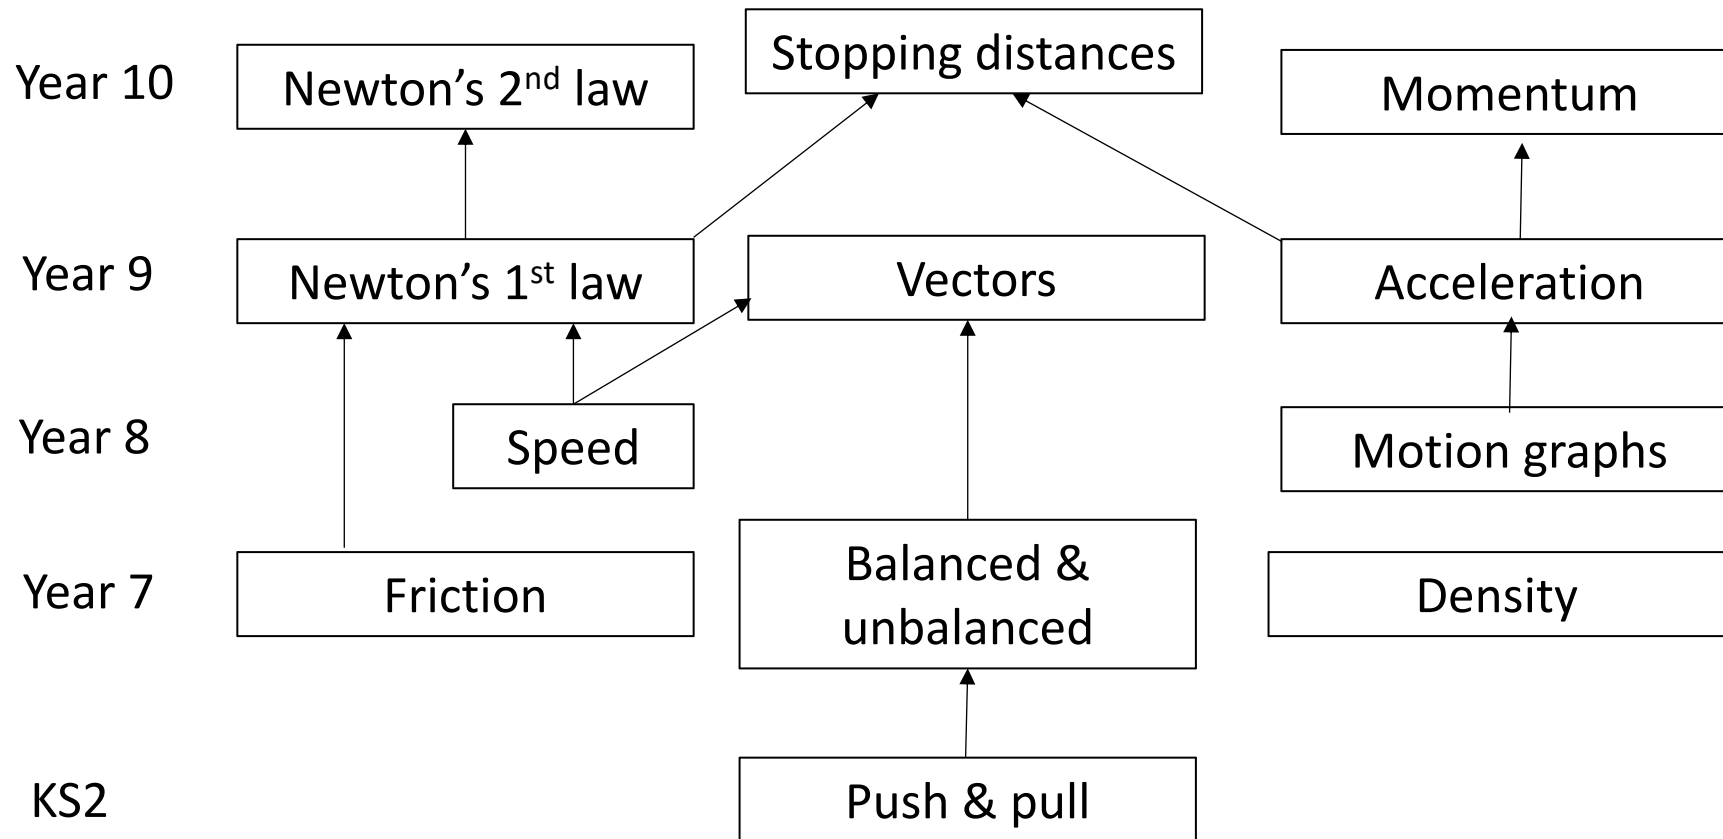 Year 10
Newton’s 2nd law
Stopping distances
Momentum
Year 9
Newton’s 1st law
Vectors
Acceleration
Year 8
Speed
Motion graphs
Year 7
Friction
Balanced &
unbalanced
Density
KS2
Push & pull